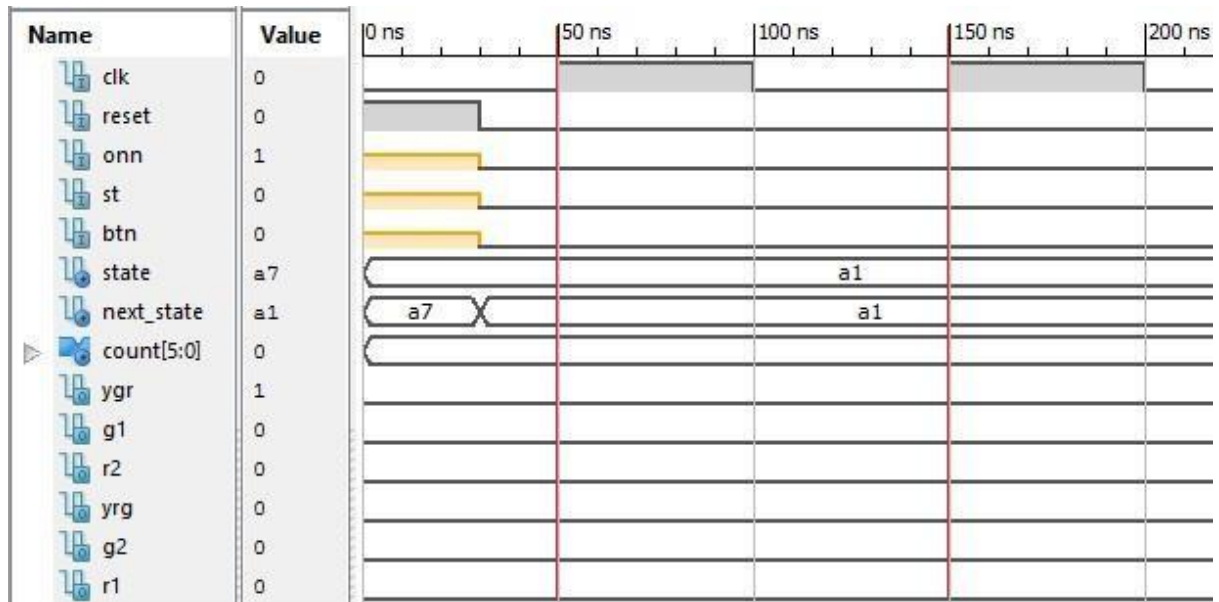 Name Value 0 ns 50 ns 100 ns 150 ns 200 ns
clk 0
reset 0
onn 1
st 0
btn 0
state a7 a1
next_state a1 a7 a1
count[5:0] 0
ygr 1
g1 0
r2 0
yrg 0
g2 0
r1 0